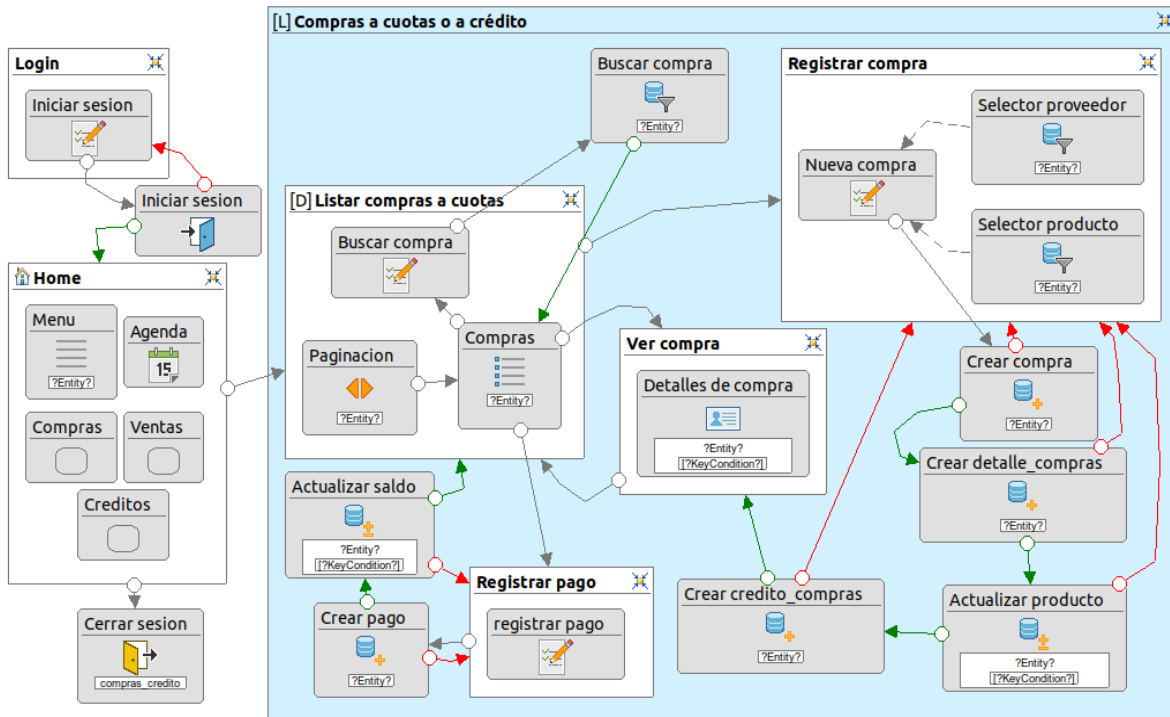 [L] Compras a cuotas o a crédito
Login
Iniciar sesion
Iniciar sesion
Home
Menu
?Entity?
Agenda
15
Compras
Ventas
Creditos
Cerrar sesion
compras_credito
Buscar compra
?Entity?
[D] Listar compras a cuotas
Buscar compra
Paginacion
?Entity?
Compras
?Entity?
Registrar compra
Selector proveedor
?Entity?
Nueva compra
Selector producto
?Entity?
Ver compra
Detalles de compra
?Entity?
[?KeyCondition?]
Crear compra
?Entity?
Crear detalle_compras
?Entity?
Actualizar saldo
?Entity?
[?KeyCondition?]
Crear pago
?Entity?
Registrar pago
registrar pago
Crear credito_compras
?Entity?
Actualizar producto
?Entity?
[?KeyCondition?]